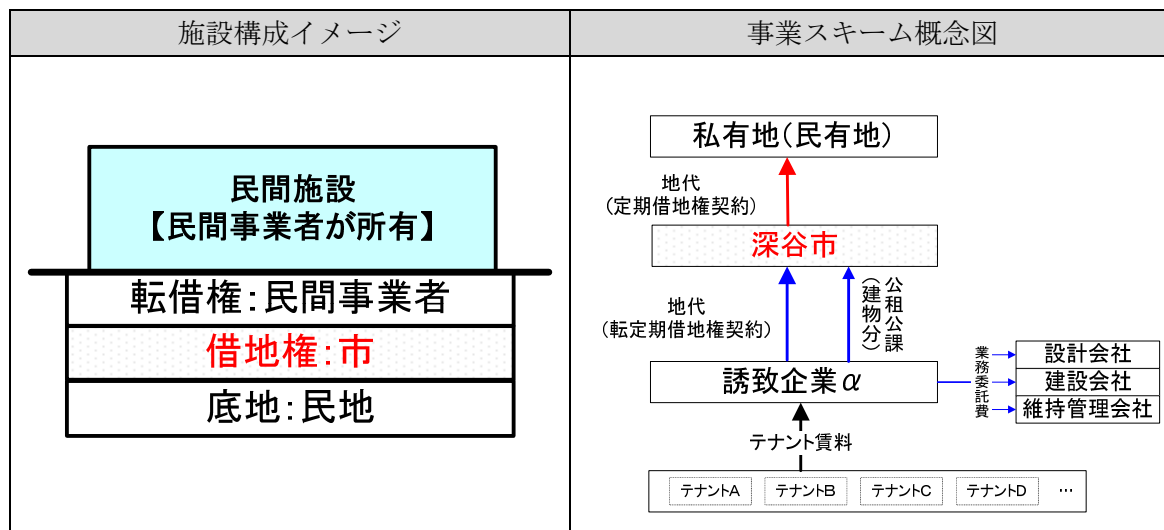 施設構成イメージ
事業スキーム概念図
民間施設
【民間事業者が所有】
転借権:民間事業者
借地権:市
底地:民地
私有地(民有地)
地代
(定期借地権契約)
深谷市
地代
(転定期借地権契約)
公租公課
(建物分)
誘致企業α
業務委託費
設計会社
建設会社
維持管理会社
テナント賃料
テナントA テナントB テナントC テナントD …